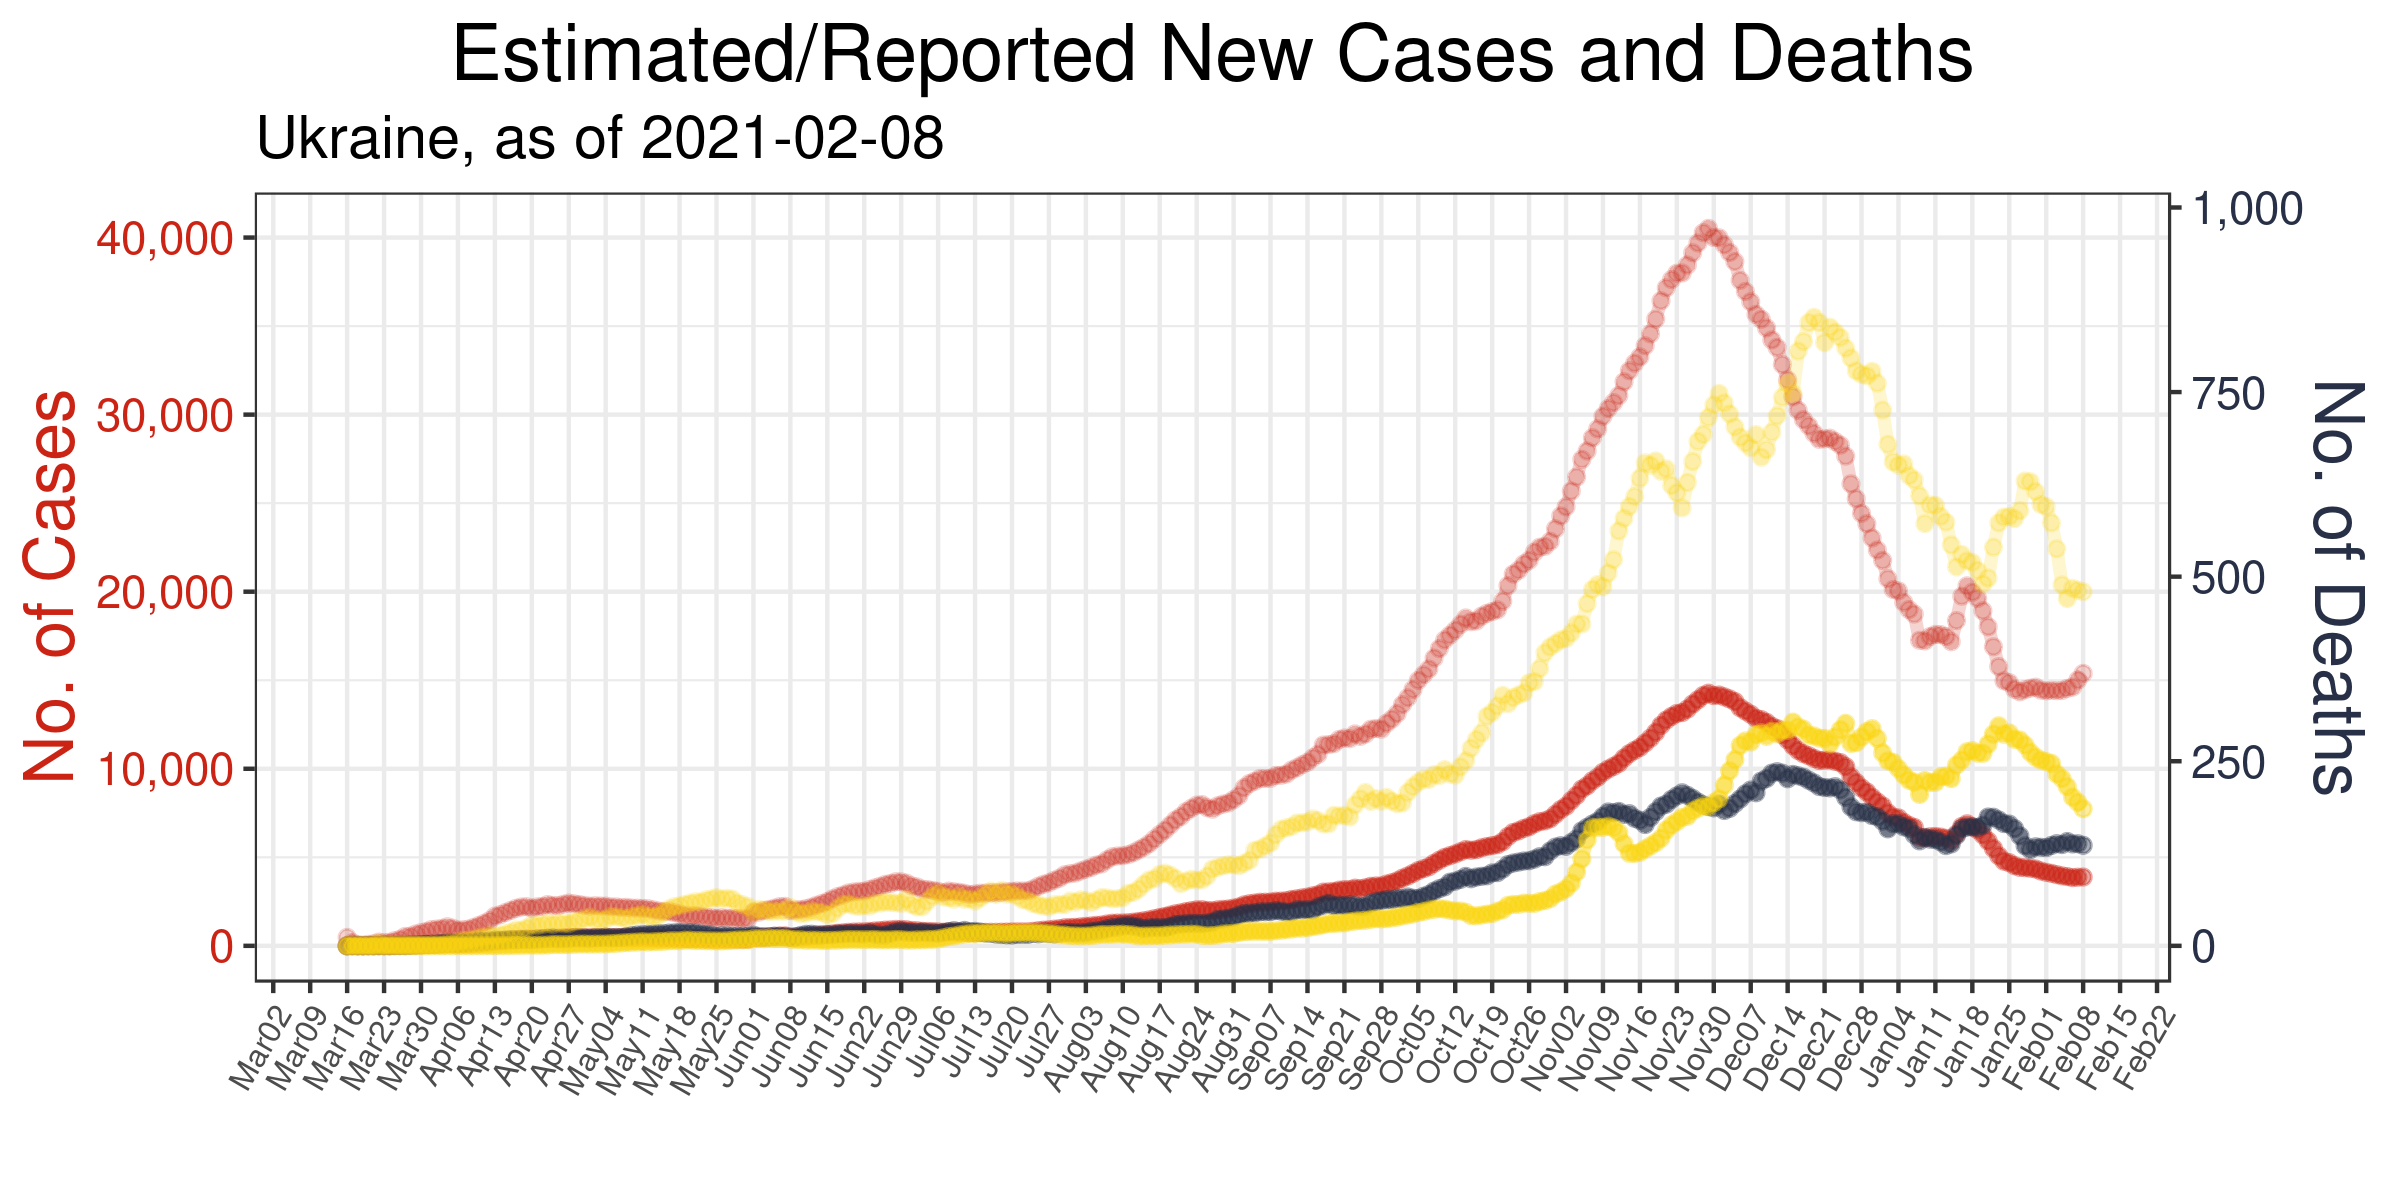 Estimated/Reported New Cases and Deaths
Ukraine, as of 2021-02-08
No. of Cases
40,000
30,000
20,000
10,000
0
1,000
750
500
250
0
No. of Deaths
Mar02
Mar09
Mar16
Mar23
Mar30
Apr06
Apr13
Apr20
Apr27
May04
May11
May18
May25
Jun01
Jun08
Jun15
Jun22
Jun29
Jul06
Jul13
Jul20
Jul27
Aug03
Aug10
Aug17
Aug24
Aug31
Sep07
Sep14
Sep21
Sep28
Oct05
Oct12
Oct19
Oct26
Nov02
Nov09
Nov16
Nov23
Nov30
Dec07
Dec14
Dec21
Dec28
Jan04
Jan11
Jan18
Jan25
Feb01
Feb08
Feb15
Feb22